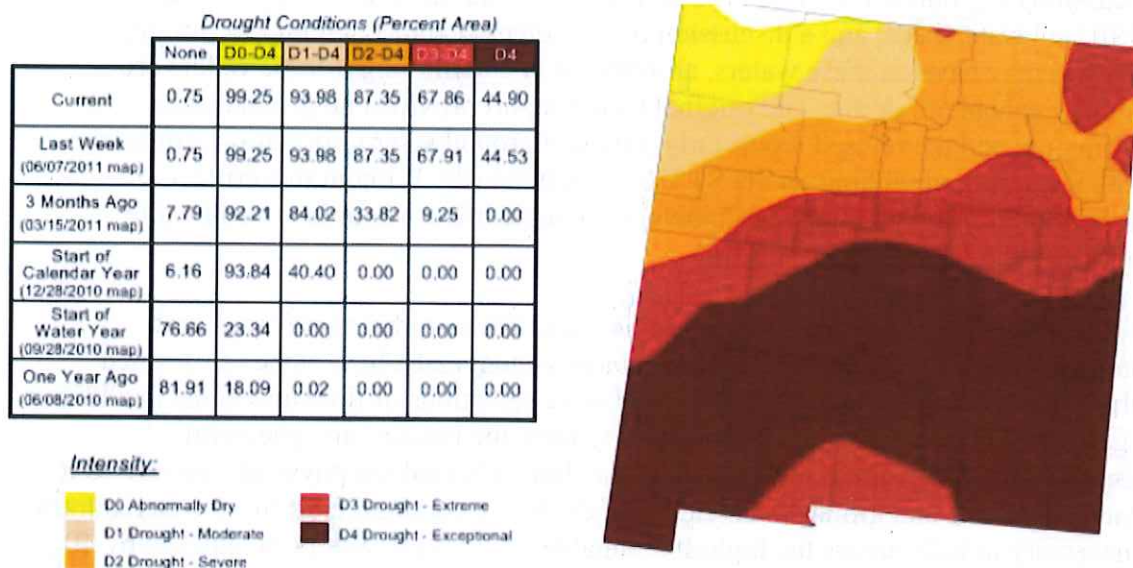 Drought Conditions (Percent Area)
None D0-D4 D1-D4 D2-D4 D3-D4 D4
Current 0.75 99.25 93.98 87.35 67.86 44.90
Last Week
(06/07/2011 map) 0.75 99.25 93.98 87.35 67.91 44.53
3 Months Ago
(03/15/2011 map) 7.79 92.21 84.02 33.82 9.25 0.00
Start of
Calendar Year
(12/28/2010 map) 6.16 93.84 40.40 0.00 0.00 0.00
Start of
Water Year
(09/28/2010 map) 76.66 23.34 0.00 0.00 0.00 0.00
One Year Ago
(06/08/2010 map) 81.91 18.09 0.02 0.00 0.00 0.00
Intensity:
D0 Abnormally Dry
D1 Drought - Moderate
D2 Drought - Severe
D3 Drought - Extreme
D4 Drought - Exceptional